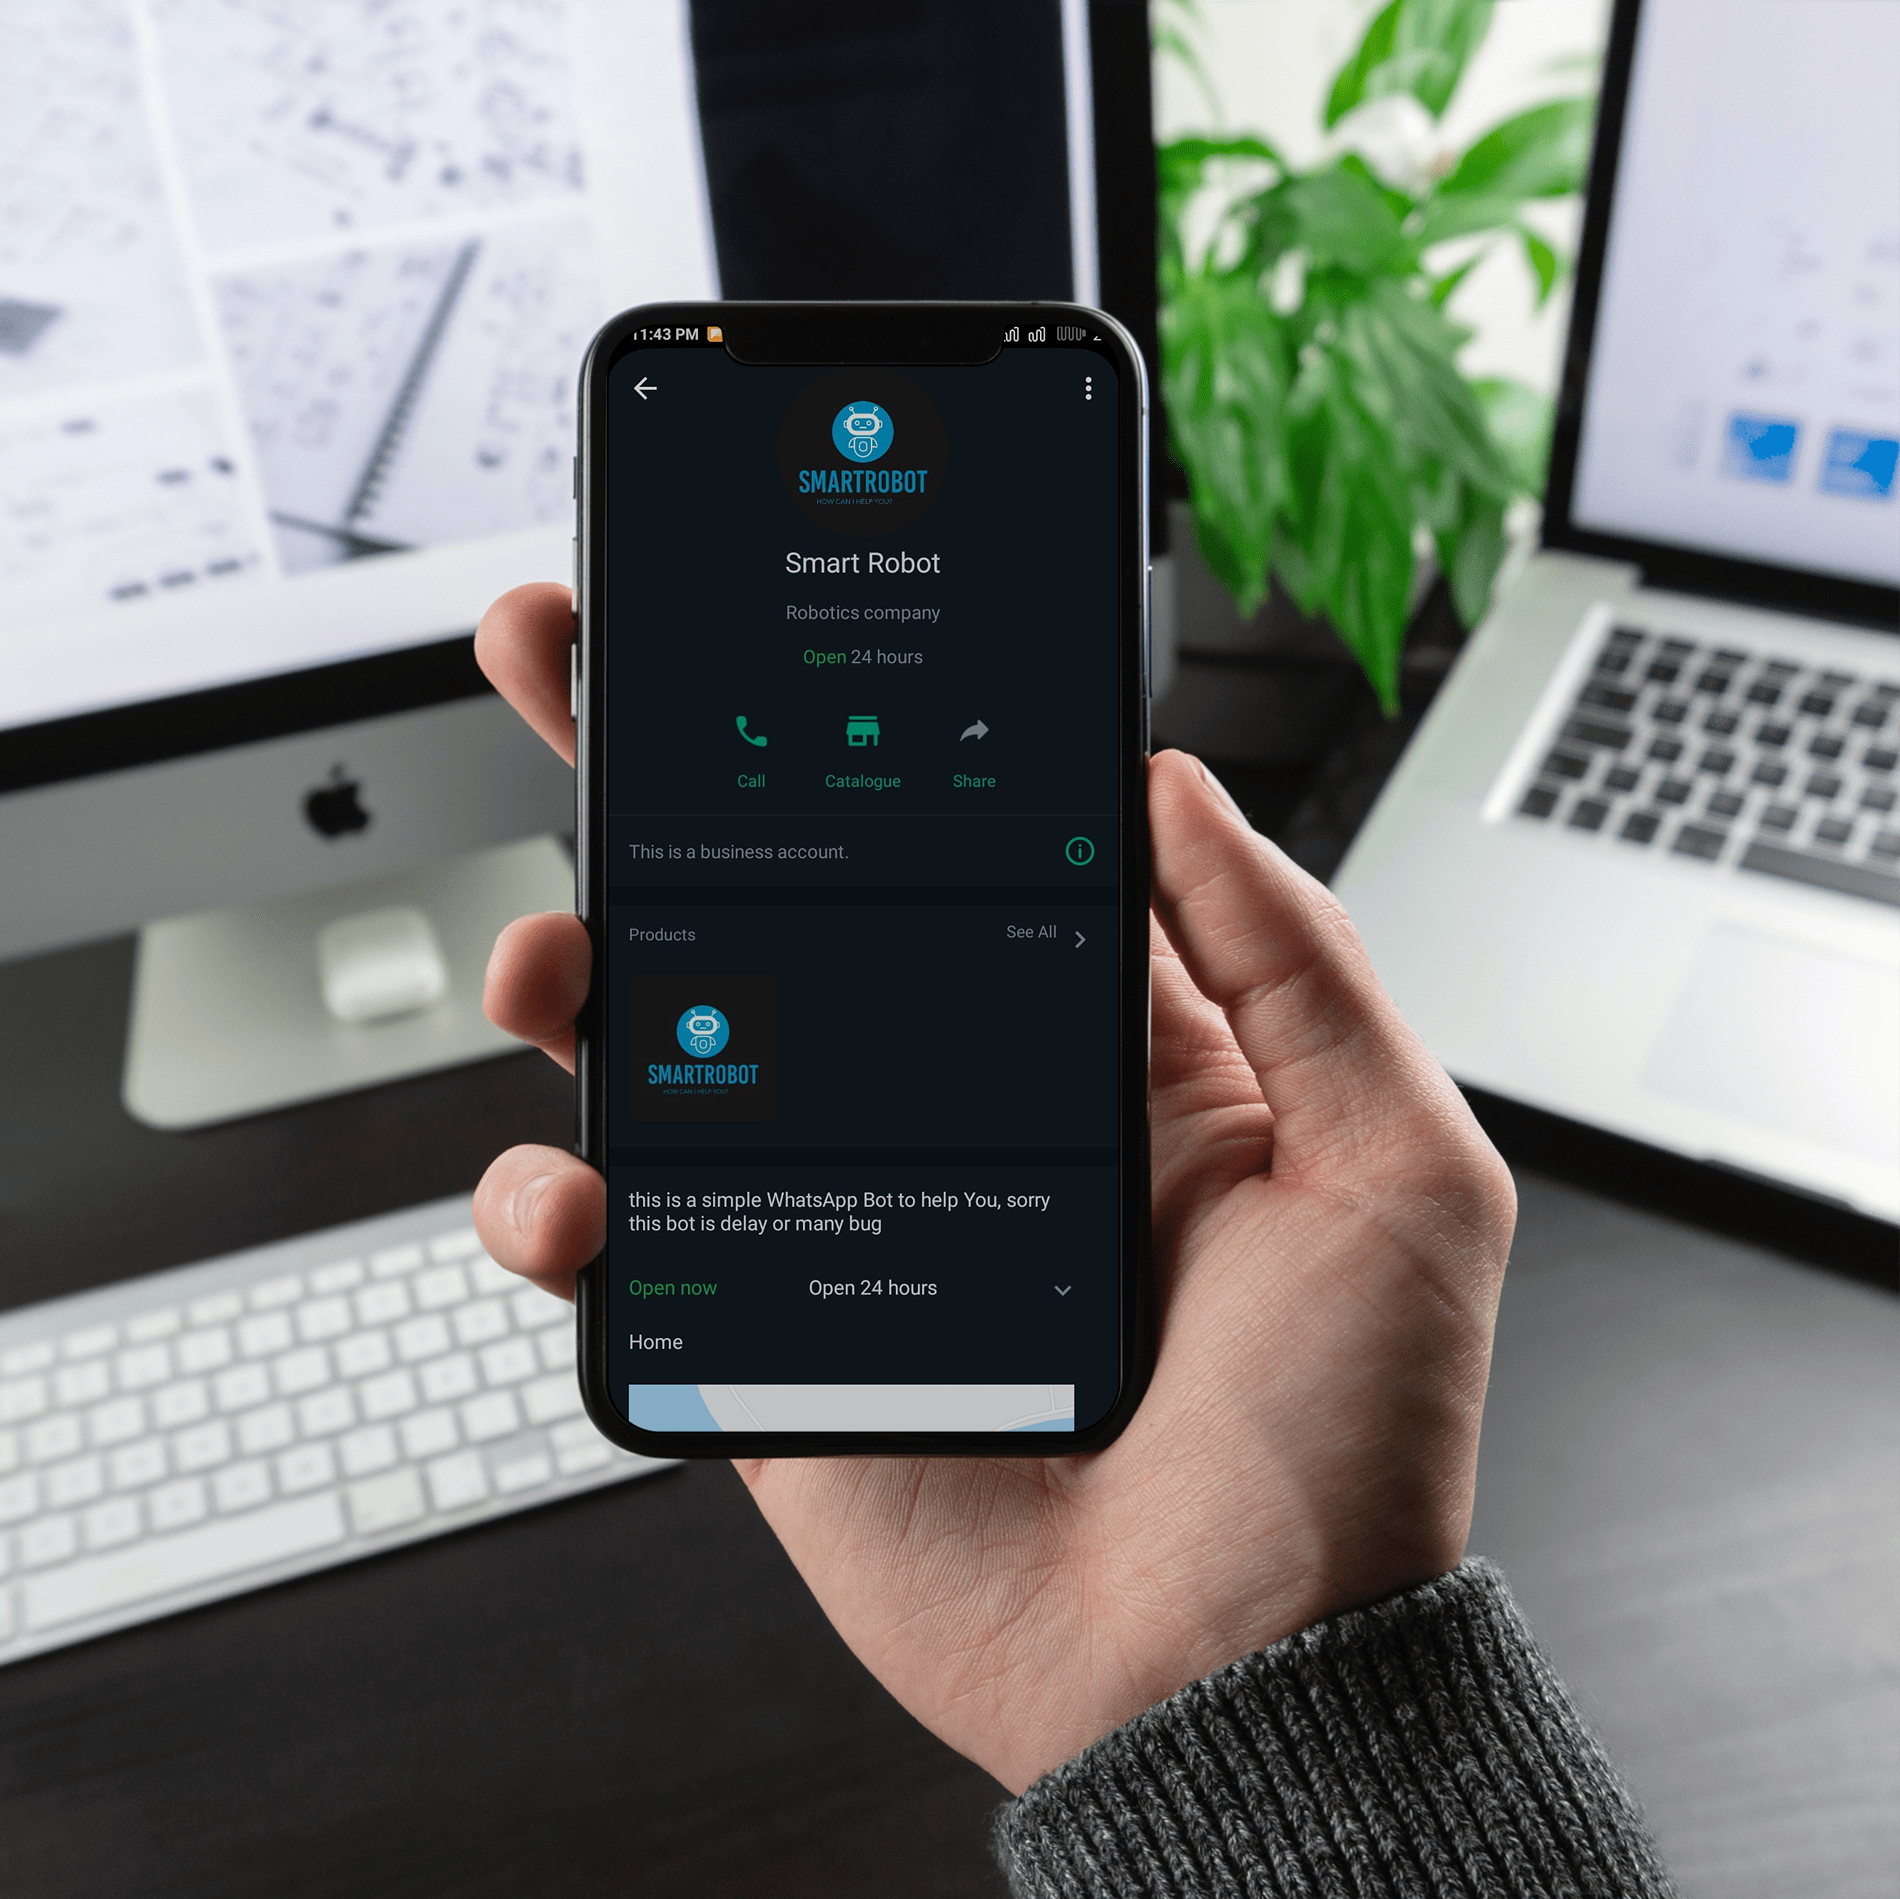 11:43 PM
SMARTROBOT
HOW CAN I HELP YOU?
Smart Robot
Robotics company
Open 24 hours
Call Catalogue Share
This is a business account.
Products See All
SMARTROBOT
HOW CAN I HELP YOU?
this is a simple WhatsApp Bot to help You, sorry
this bot is delay or many bug
Open now Open 24 hours
Home